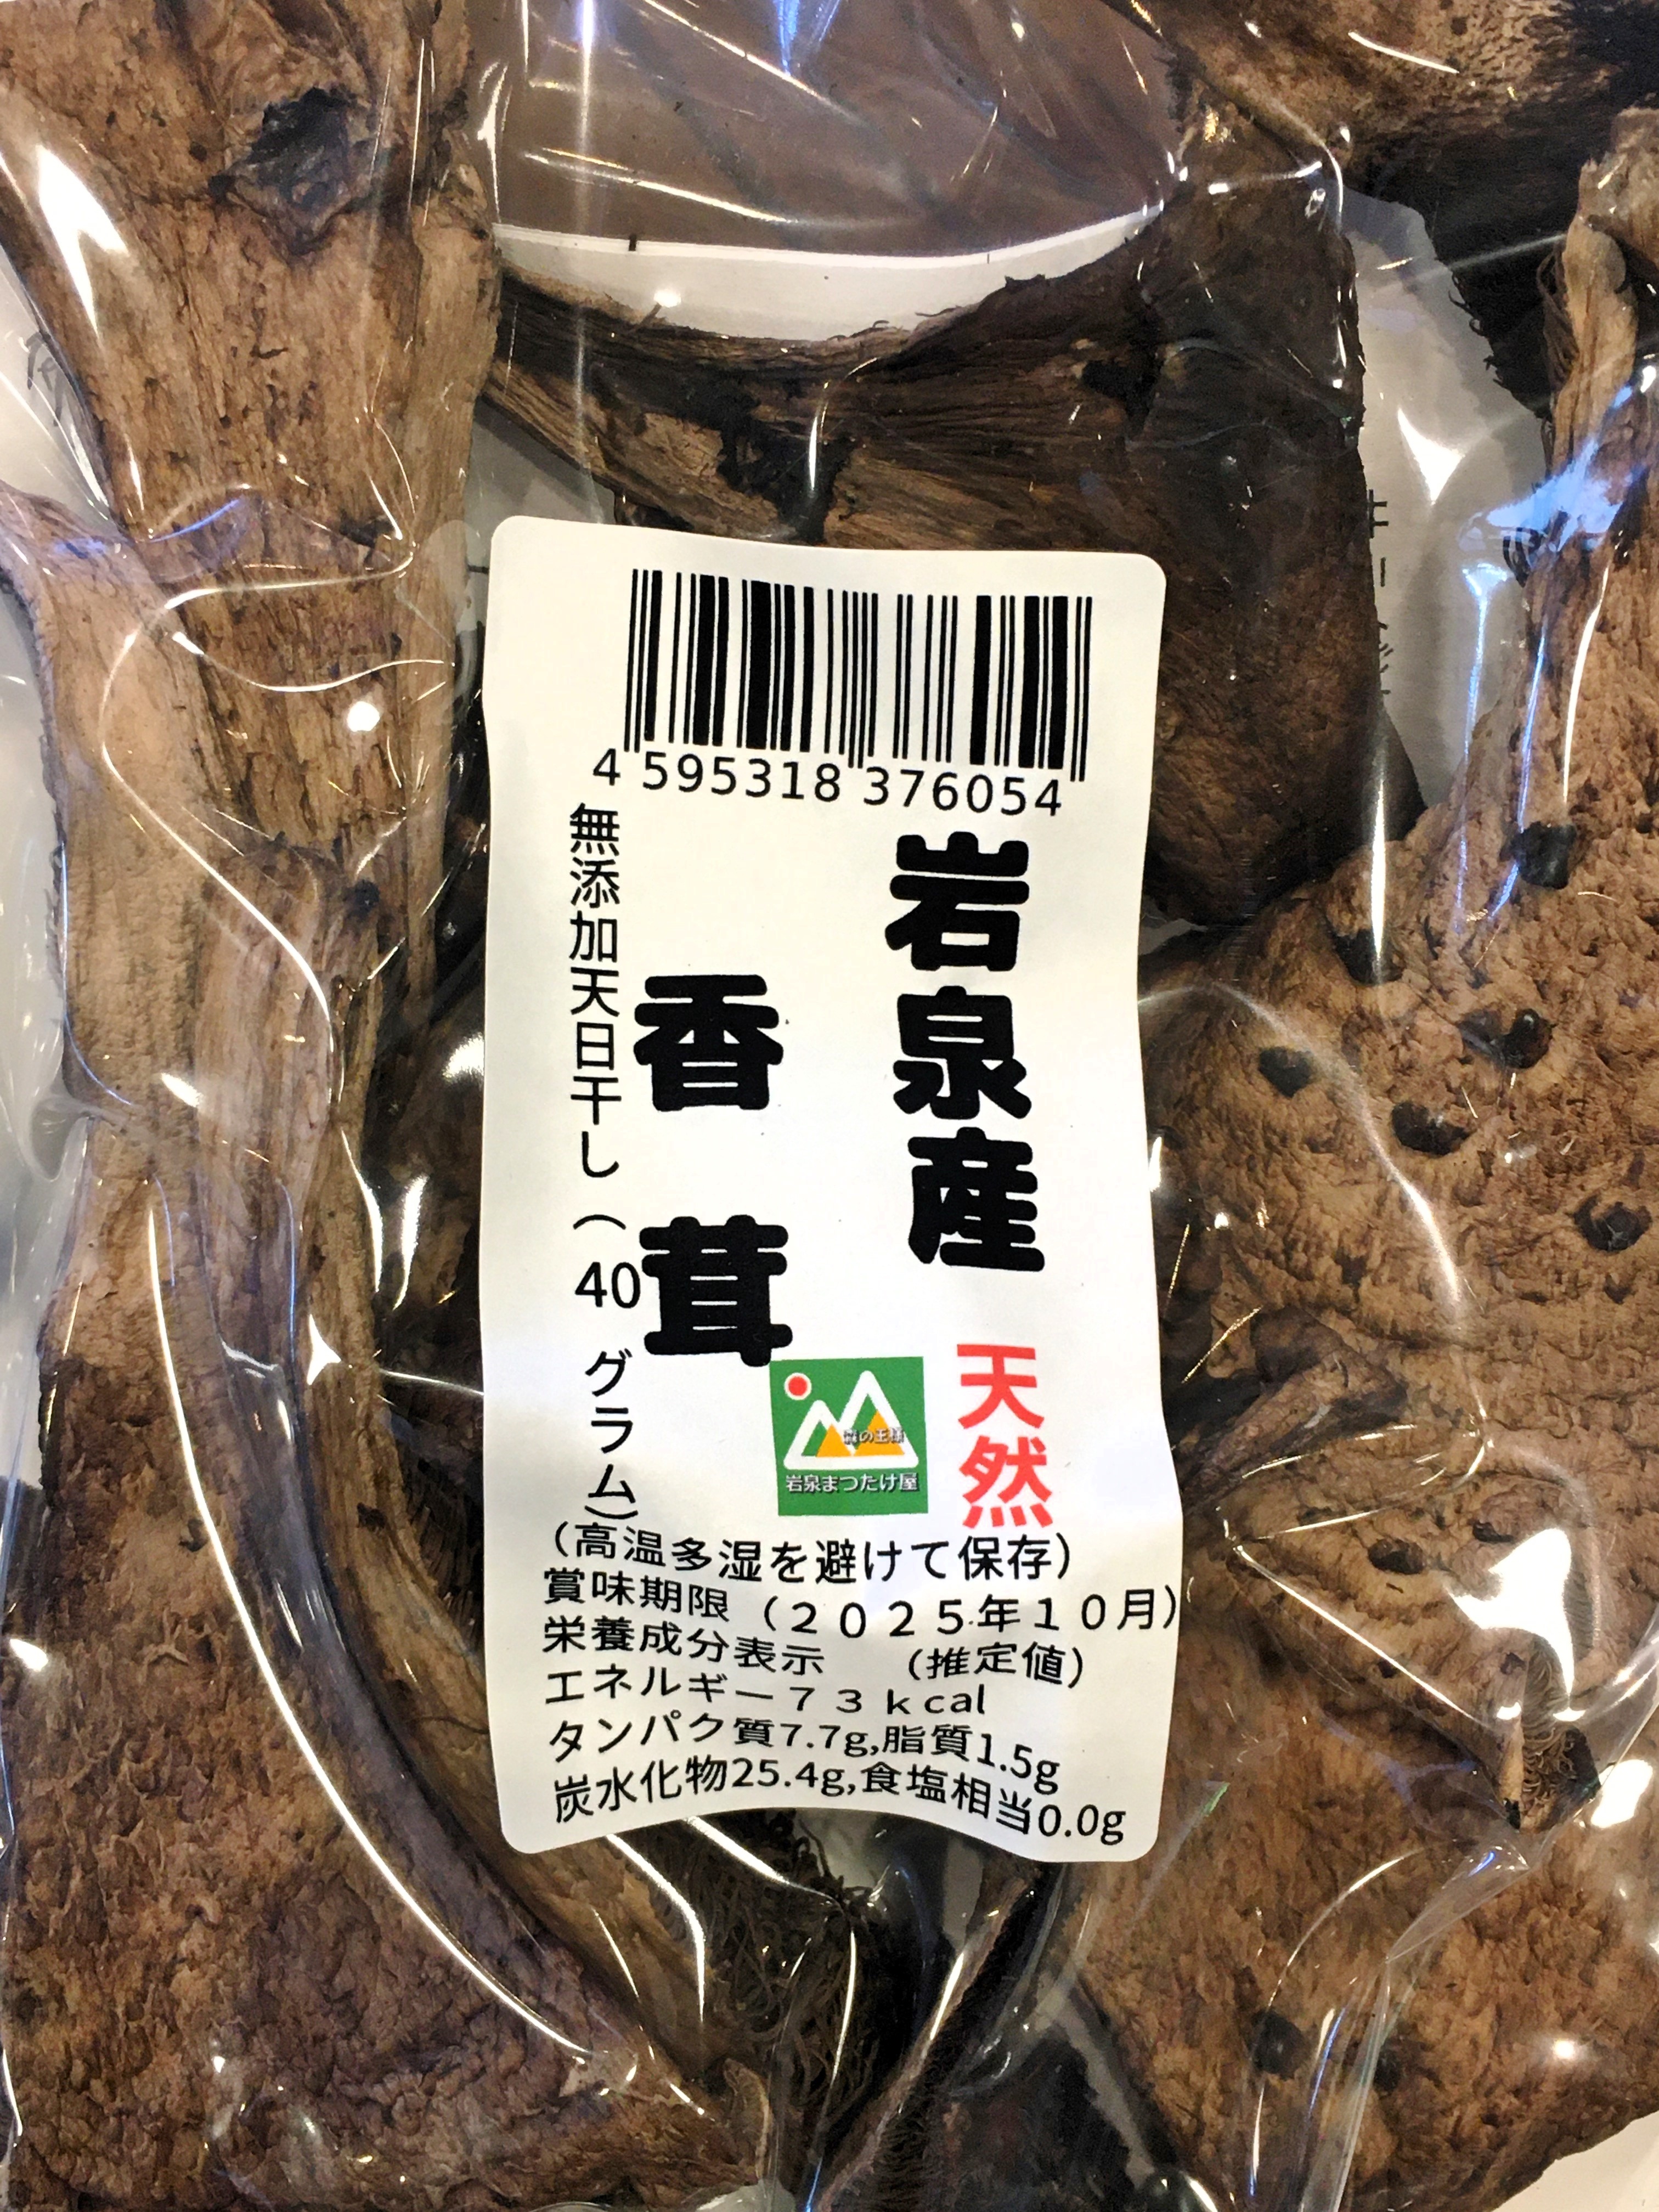 4 595318 376054
岩泉産
天然
香茸
無添加天日干し（40グラム）
岩泉まつたけ屋
（高温多湿を避けて保存）
賞味期限（２０２５年１０月）
栄養成分表示　（推定値）
エネルギー７３ｋcal
タンパク質7.7g,脂質1.5g
炭水化物25.4g,食塩相当0.0g